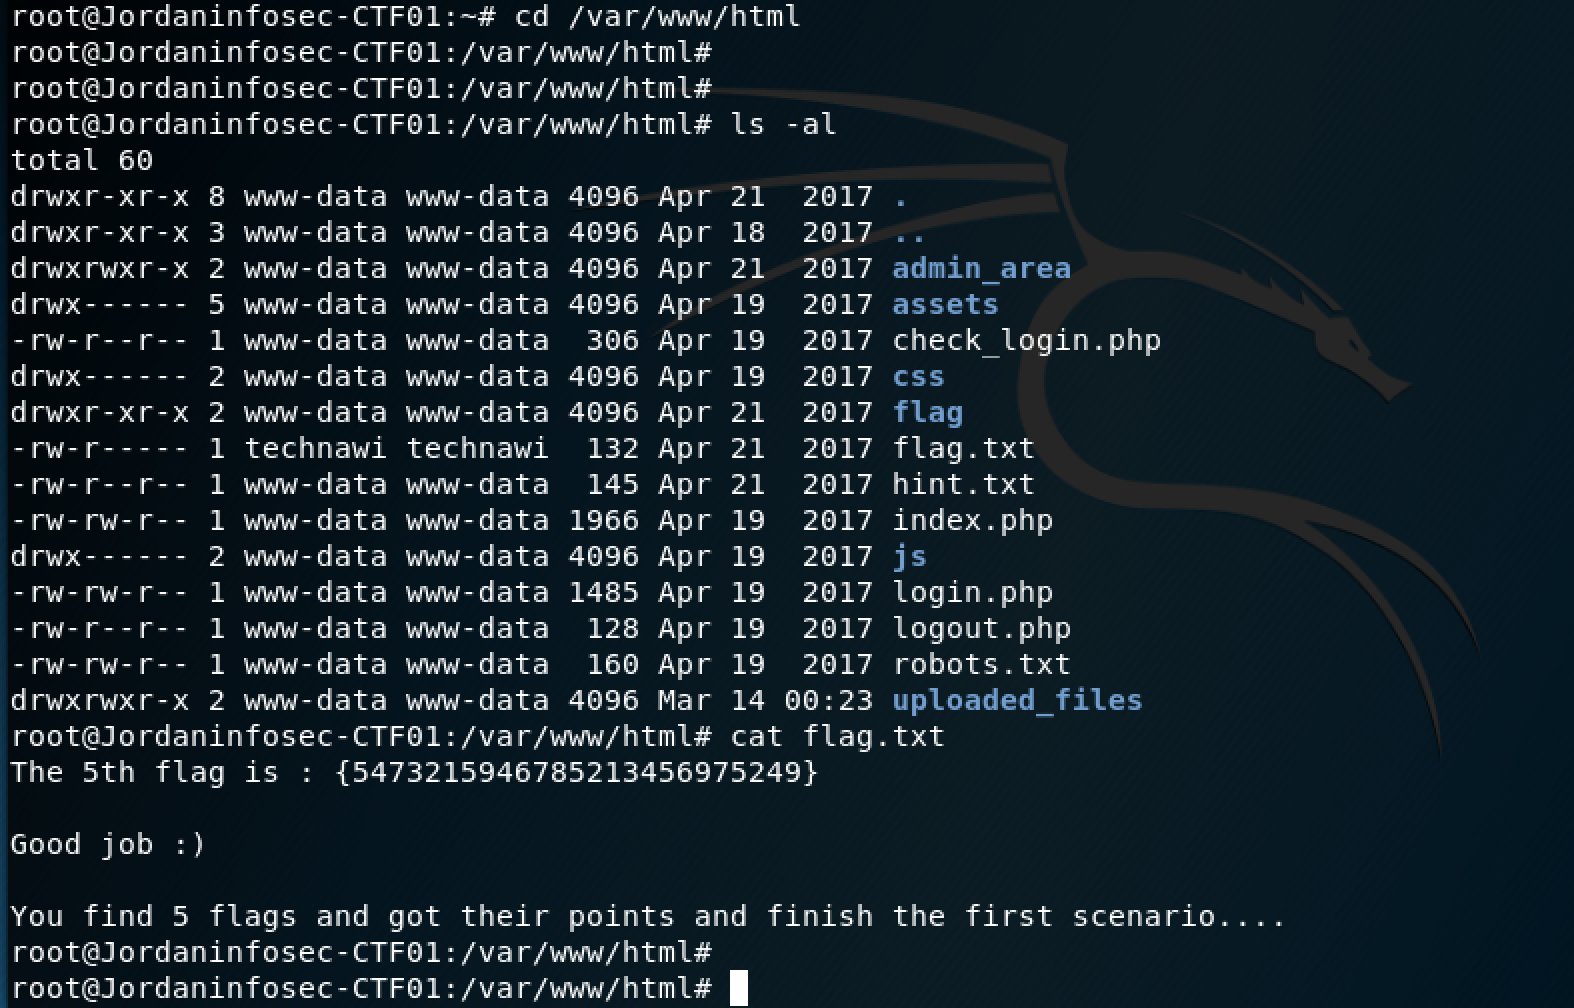 root@Jordaninfosec-CTF01:~# cd /var/www/html
root@Jordaninfosec-CTF01:/var/www/html#
root@Jordaninfosec-CTF01:/var/www/html#
root@Jordaninfosec-CTF01:/var/www/html# ls -al
total 60
drwxr-xr-x 8 www-data www-data 4096 Apr 21  2017 .
drwxr-xr-x 3 www-data www-data 4096 Apr 18  2017 ..
drwxrwxr-x 2 www-data www-data 4096 Apr 21  2017 admin_area
drwx------ 5 www-data www-data 4096 Apr 19  2017 assets
-rw-r--r-- 1 www-data www-data  306 Apr 19  2017 check_login.php
drwx------ 2 www-data www-data 4096 Apr 19  2017 css
drwxr-xr-x 2 www-data www-data 4096 Apr 21  2017 flag
-rw-r----- 1 technawi technawi  132 Apr 21  2017 flag.txt
-rw-r--r-- 1 www-data www-data  145 Apr 21  2017 hint.txt
-rw-rw-r-- 1 www-data www-data 1966 Apr 19  2017 index.php
drwx------ 2 www-data www-data 4096 Apr 19  2017 js
-rw-rw-r-- 1 www-data www-data 1485 Apr 19  2017 login.php
-rw-r--r-- 1 www-data www-data  128 Apr 19  2017 logout.php
-rw-rw-r-- 1 www-data www-data  160 Apr 19  2017 robots.txt
drwxrwxr-x 2 www-data www-data 4096 Mar 14 00:23 uploaded_files
root@Jordaninfosec-CTF01:/var/www/html# cat flag.txt
The 5th flag is : {5473215946785213456975249}
Good job :)
You find 5 flags and got their points and finish the first scenario....
root@Jordaninfosec-CTF01:/var/www/html#
root@Jordaninfosec-CTF01:/var/www/html#